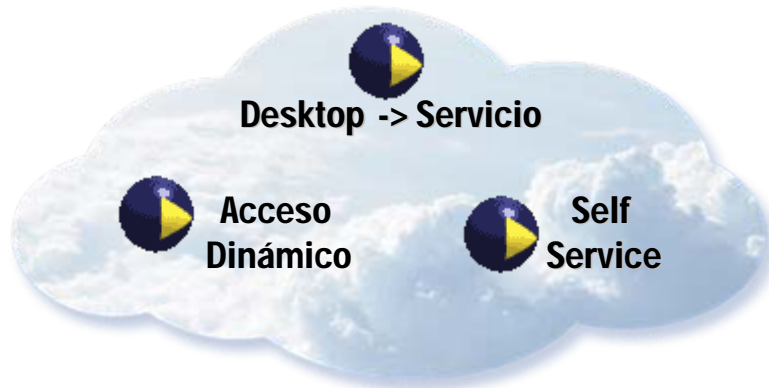 Desktop -> Servicio
Acceso
Dinámico
Self
Service